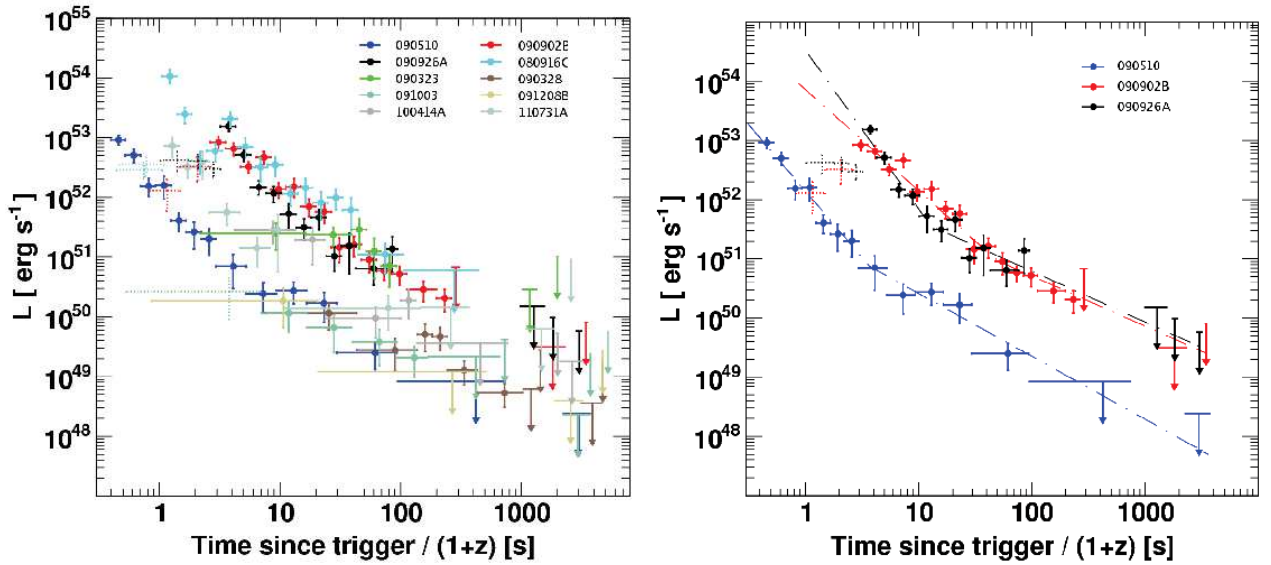 10^55
10^54
10^53
10^52
10^51
10^50
10^49
10^48
L [ erg s^-1]
090510
090902B
090926A
080916C
090323
090328
091003
091208B
100414A
110731A
1
10
100
1000
Time since trigger / (1+z) [s]
10^54
10^53
10^52
10^51
10^50
10^49
10^48
L [ erg s^-1]
090510
090902B
090926A
1
10
100
1000
Time since trigger / (1+z) [s]